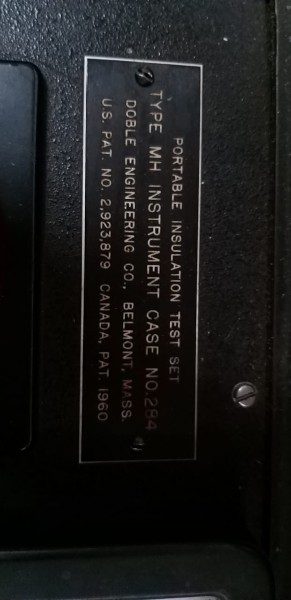 PORTABLE INSULATION TEST SET
TYPE MH INSTRUMENT CASE NO.284
DOBLE ENGINEERING CO., BELMONT, MASS.
U.S. PAT. NO. 2,923,879 CANADA, PAT. 1960